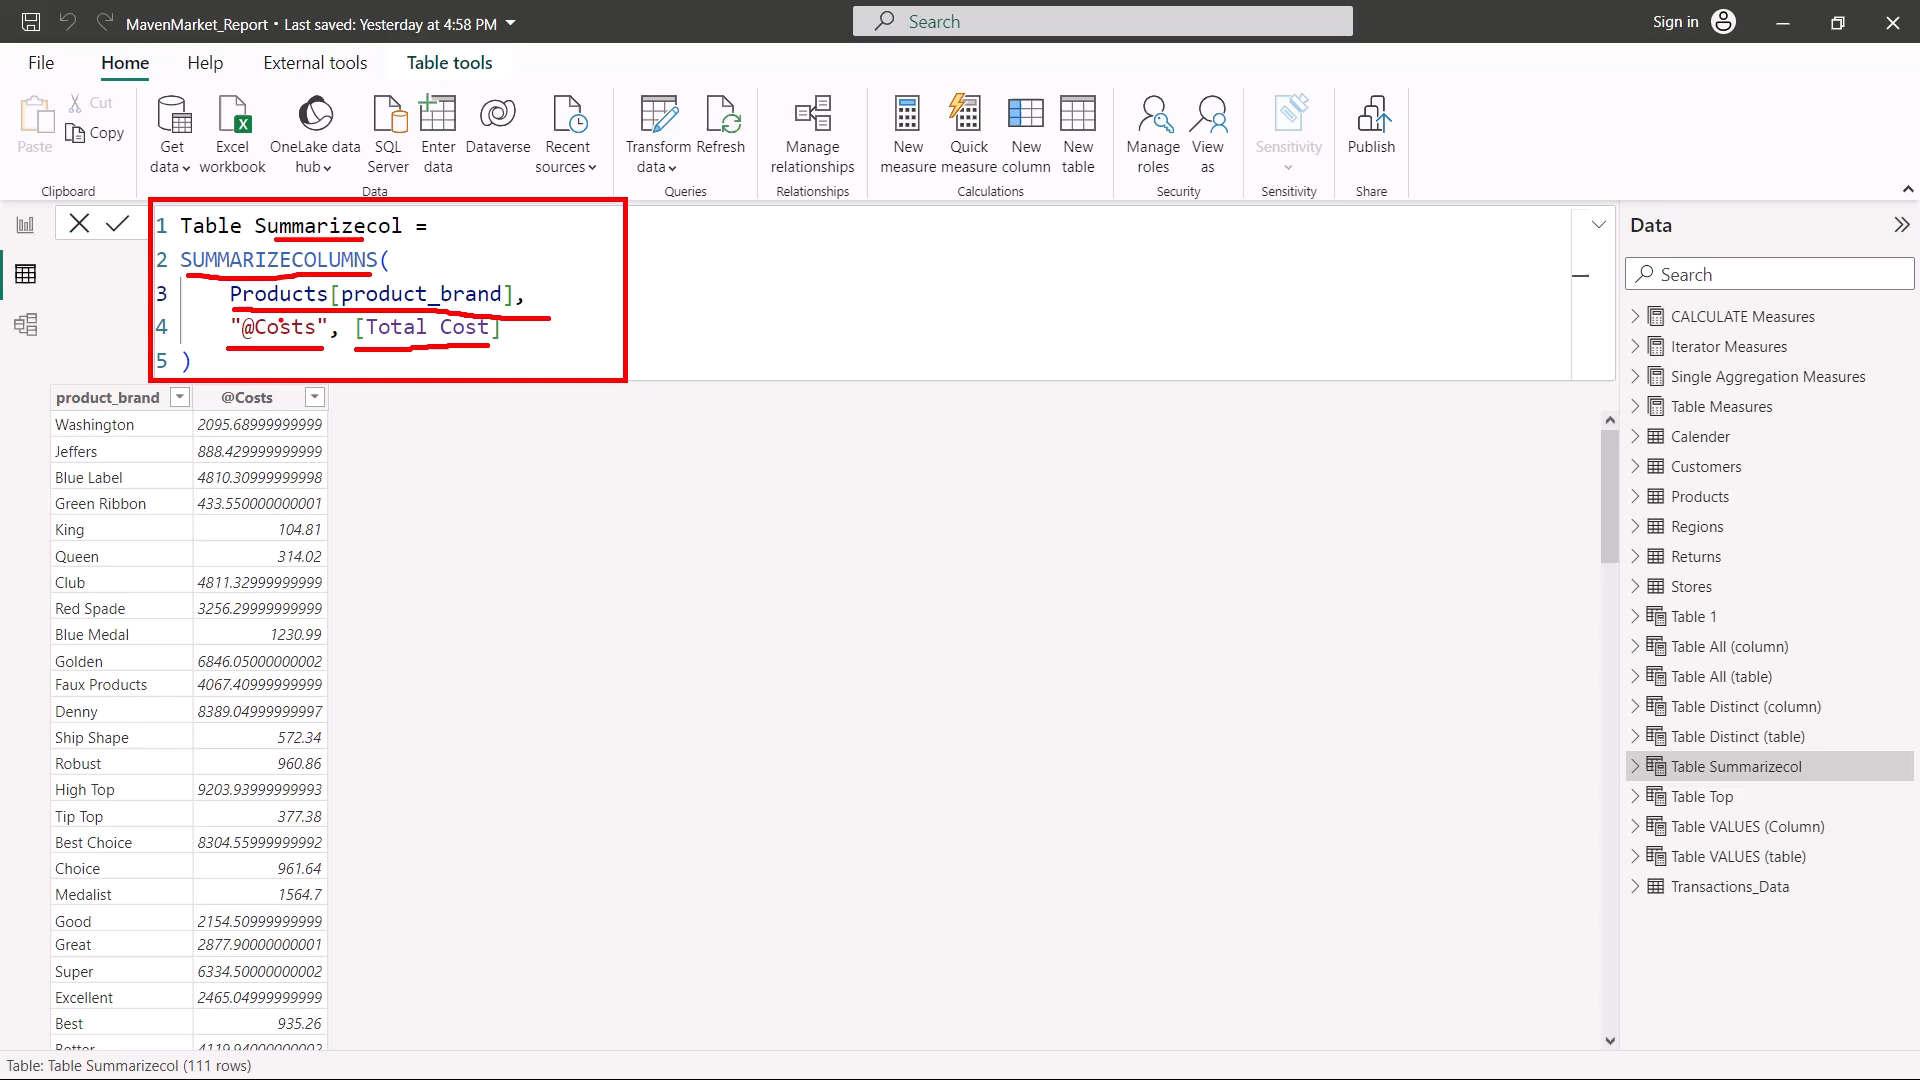 MavenMarket_Report • Last saved: Yesterday at 4:58 PM
Search
Sign in
File Home Help External tools Table tools
Paste
Cut
Copy
Clipboard
Get data
Excel workbook
OneLake data hub
SQL Server
Enter data
Dataverse
Recent sources
Data
Transform data
Refresh
Queries
Manage relationships
Relationships
New measure
Quick measure
New column
New table
Calculations
Manage roles
View as
Security
Sensitivity
Sensitivity
Publish
Share
1 Table Summarizecol =
2 SUMMARIZECOLUMNS(
3 Products[product_brand],
4 "@Costs", [Total Cost]
5 )
product_brand @Costs
Washington 2095.68999999999
Jeffers 888.429999999999
Blue Label 4810.30999999998
Green Ribbon 433.550000000001
King 104.81
Queen 314.02
Club 4811.32999999999
Red Spade 3256.29999999999
Blue Medal 1230.99
Golden 6846.05000000002
Faux Products 4067.40999999999
Denny 8389.04999999997
Ship Shape 572.34
Robust 960.86
High Top 9203.93999999993
Tip Top 377.38
Best Choice 8304.55999999992
Choice 961.64
Medalist 1564.7
Good 2154.50999999999
Great 2877.90000000001
Super 6334.50000000002
Excellent 2465.04999999999
Best 935.26
Better 4119.94000000002
Data
Search
CALCULATE Measures
Iterator Measures
Single Aggregation Measures
Table Measures
Calender
Customers
Products
Regions
Returns
Stores
Table 1
Table All (column)
Table All (table)
Table Distinct (column)
Table Distinct (table)
Table Summarizecol
Table Top
Table VALUES (Column)
Table VALUES (table)
Transactions_Data
Table: Table Summarizecol (111 rows)